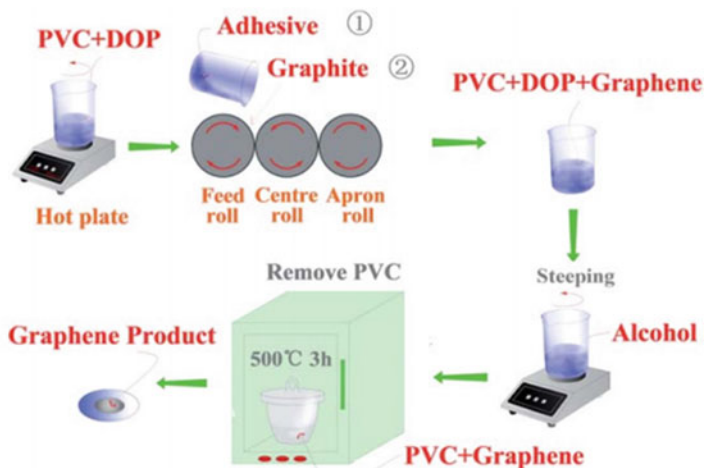 PVC+DOP
Hot plate
Adhesive ①
Graphite ②
Feed roll
Centre roll
Apron roll
PVC+DOP+Graphene
Steeping
Alcohol
Remove PVC
500℃ 3h
PVC+Graphene
Graphene Product